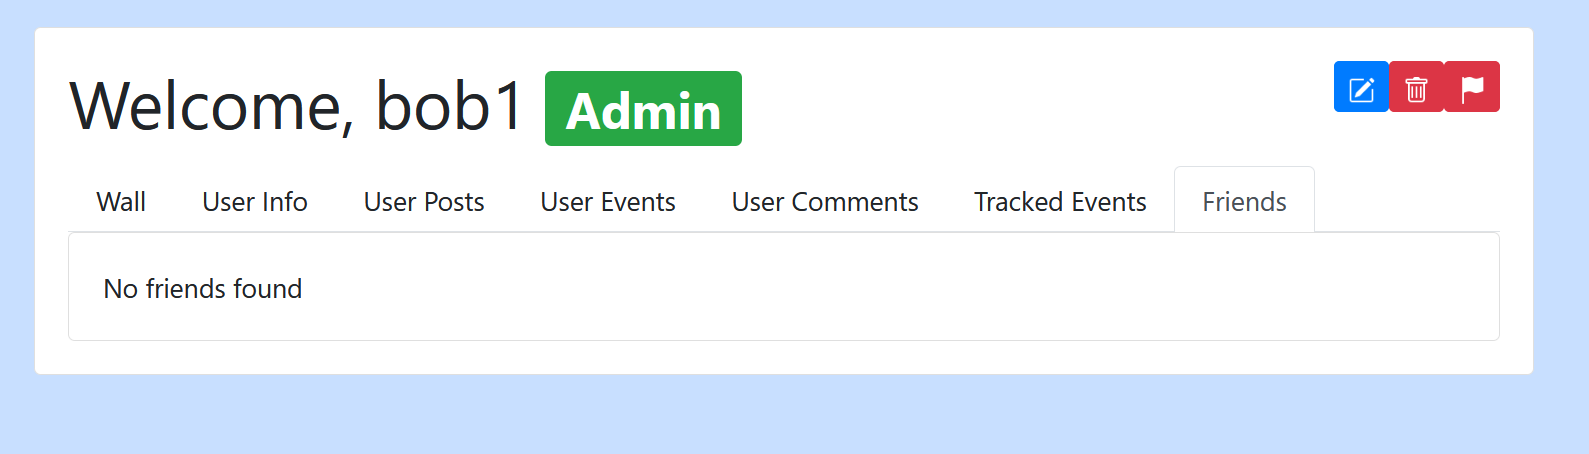 Welcome, bob1 Admin
Wall User Info User Posts User Events User Comments Tracked Events Friends
No friends found